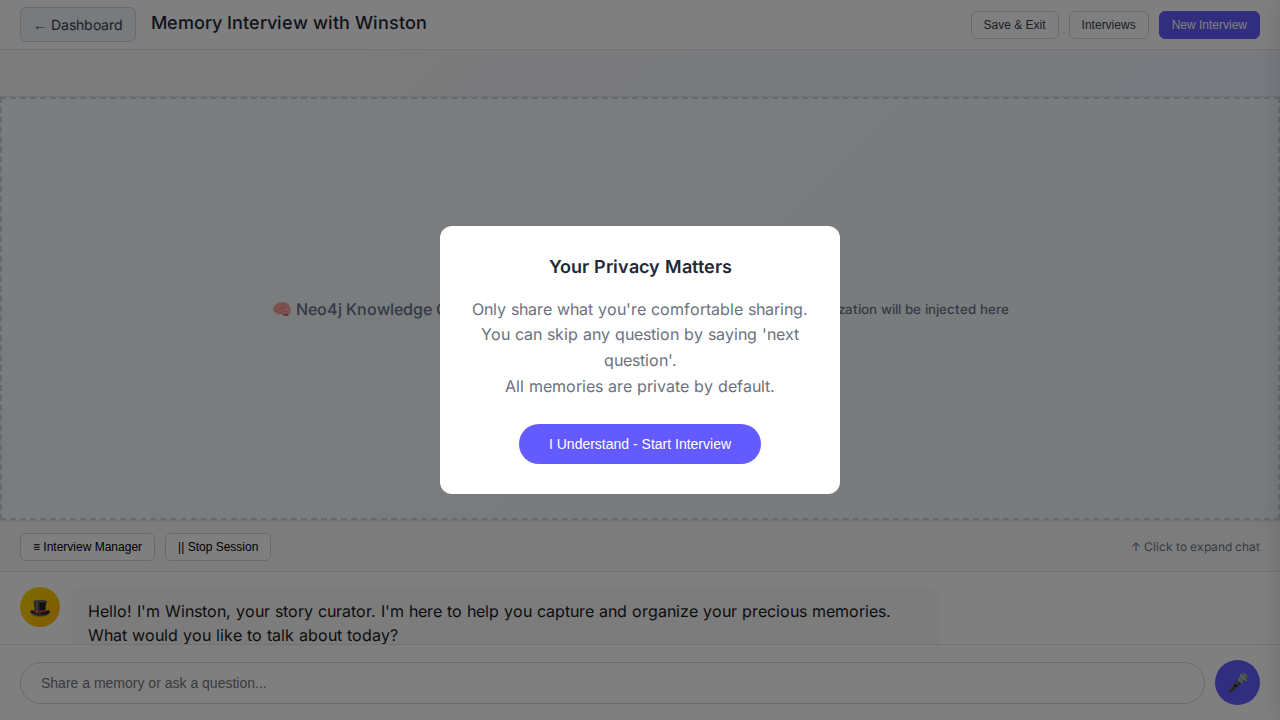 ← Dashboard
Memory Interview with Winston
Save & Exit
Interviews
New Interview
🧠 Neo4j Knowledge
zation will be injected here
Your Privacy Matters
Only share what you're comfortable sharing.
You can skip any question by saying 'next
question'.
All memories are private by default.
I Understand - Start Interview
≡ Interview Manager
|| Stop Session
↑ Click to expand chat
Hello! I'm Winston, your story curator. I'm here to help you capture and organize your precious memories.
What would you like to talk about today?
Share a memory or ask a question...